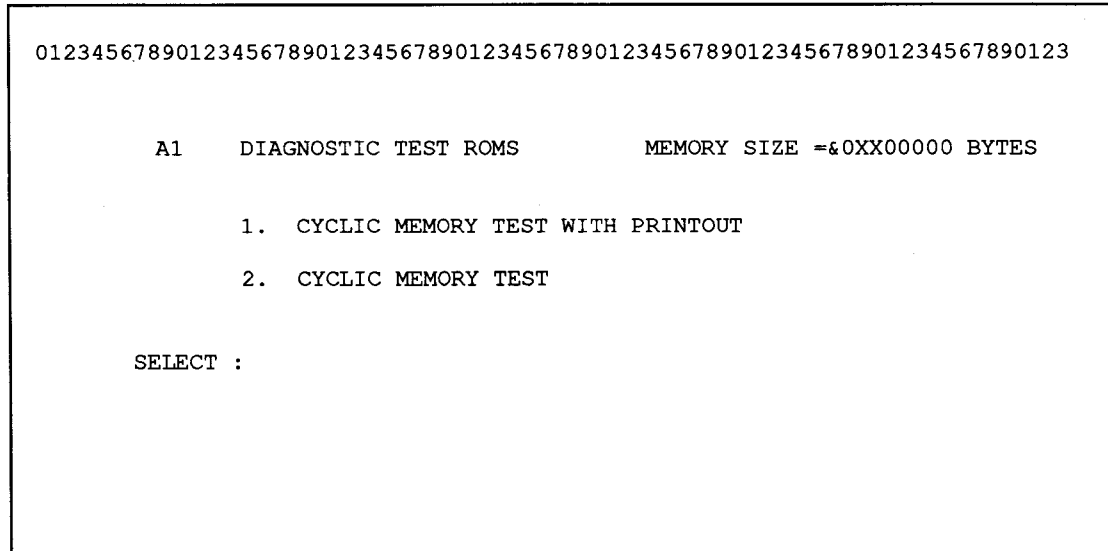 01234567890123456789012345678901234567890123456789012345678901234567890123
A1 DIAGNOSTIC TEST ROMS MEMORY SIZE =&0XX00000 BYTES
1. CYCLIC MEMORY TEST WITH PRINTOUT
2. CYCLIC MEMORY TEST
SELECT :